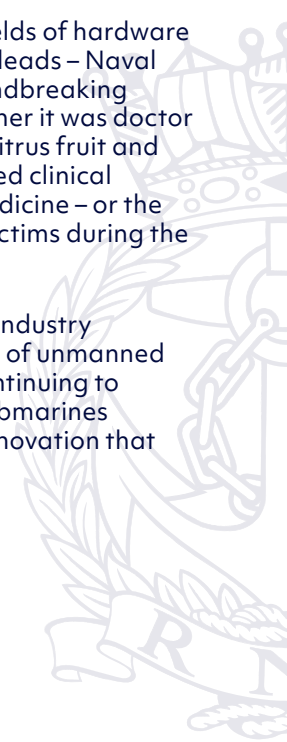 elds of hardware
leads – Naval
ndbreaking
her it was doctor
itrus fruit and
ed clinical
dicine – or the
ctims during the
industry
of unmanned
ntinuing to
bmarines
novation that
R N